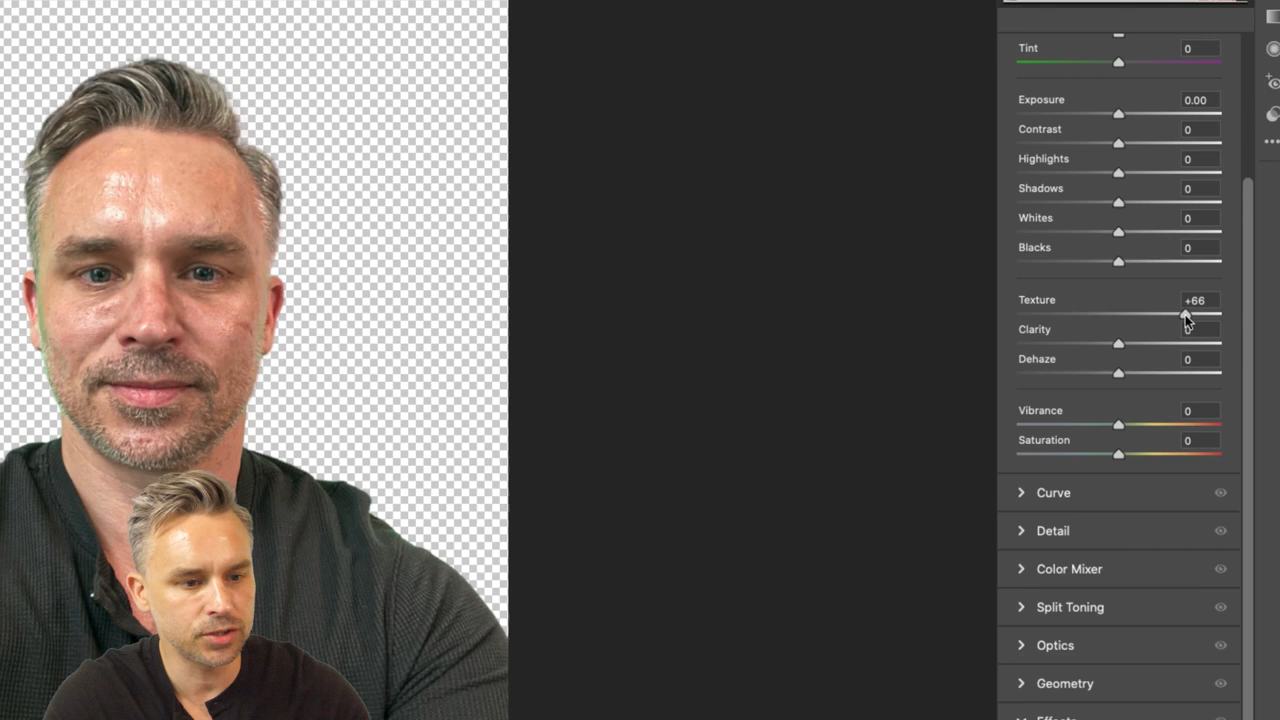 Tint 0
Exposure 0.00
Contrast 0
Highlights 0
Shadows 0
Whites 0
Blacks 0
Texture +66
Clarity
Dehaze 0
Vibrance 0
Saturation 0
Curve
Detail
Color Mixer
Split Toning
Optics
Geometry
Effects